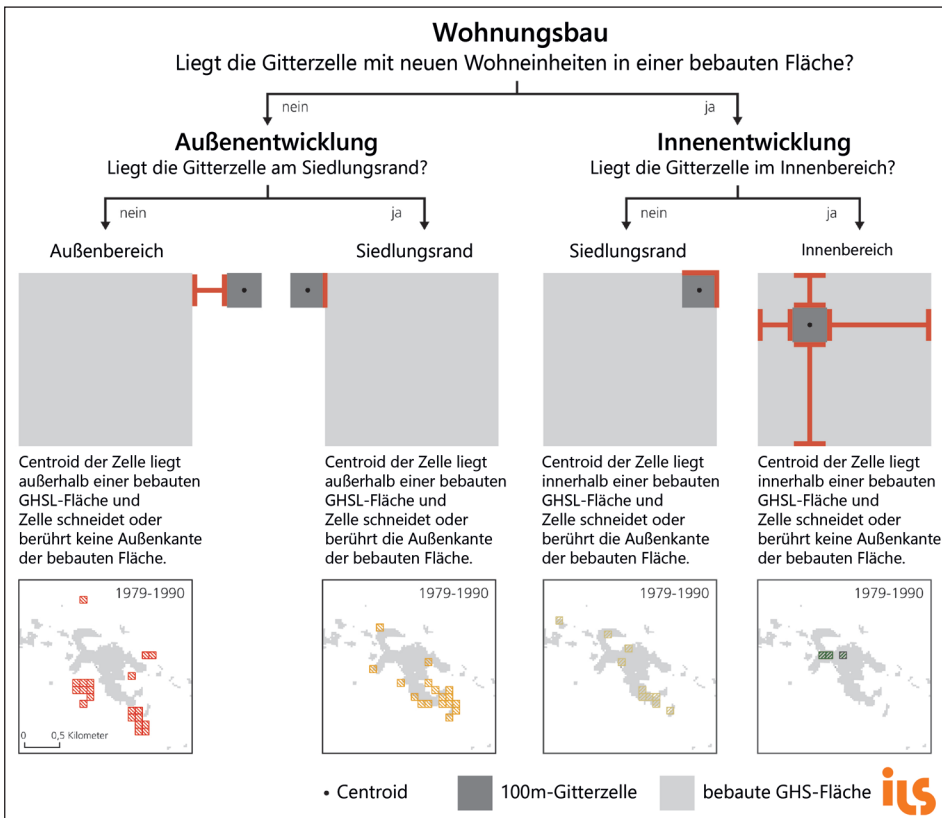 Wohnungsbau
Liegt die Gitterzelle mit neuen Wohneinheiten in einer bebauten Fläche?
nein
ja
Außenentwicklung
Liegt die Gitterzelle am Siedlungsrand?
Innenentwicklung
Liegt die Gitterzelle im Innenbereich?
nein
ja
nein
ja
Außenbereich
Siedlungsrand
Siedlungsrand
Innenbereich
Centroid der Zelle liegt
außerhalb einer bebauten
GHSL-Fläche und
Zelle schneidet oder
berührt keine Außenkante
der bebauten Fläche.
Centroid der Zelle liegt
außerhalb einer bebauten
GHSL-Fläche und
Zelle schneidet oder
berührt die Außenkante
der bebauten Fläche.
Centroid der Zelle liegt
innerhalb einer bebauten
GHSL-Fläche und
Zelle schneidet oder
berührt die Außenkante
der bebauten Fläche.
Centroid der Zelle liegt
innerhalb einer bebauten
GHSL-Fläche und
Zelle schneidet oder
berührt keine Außenkante
der bebauten Fläche.
1979-1990
0 0,5 Kilometer
1979-1990
1979-1990
1979-1990
• Centroid
100m-Gitterzelle
bebaute GHS-Fläche
ILS